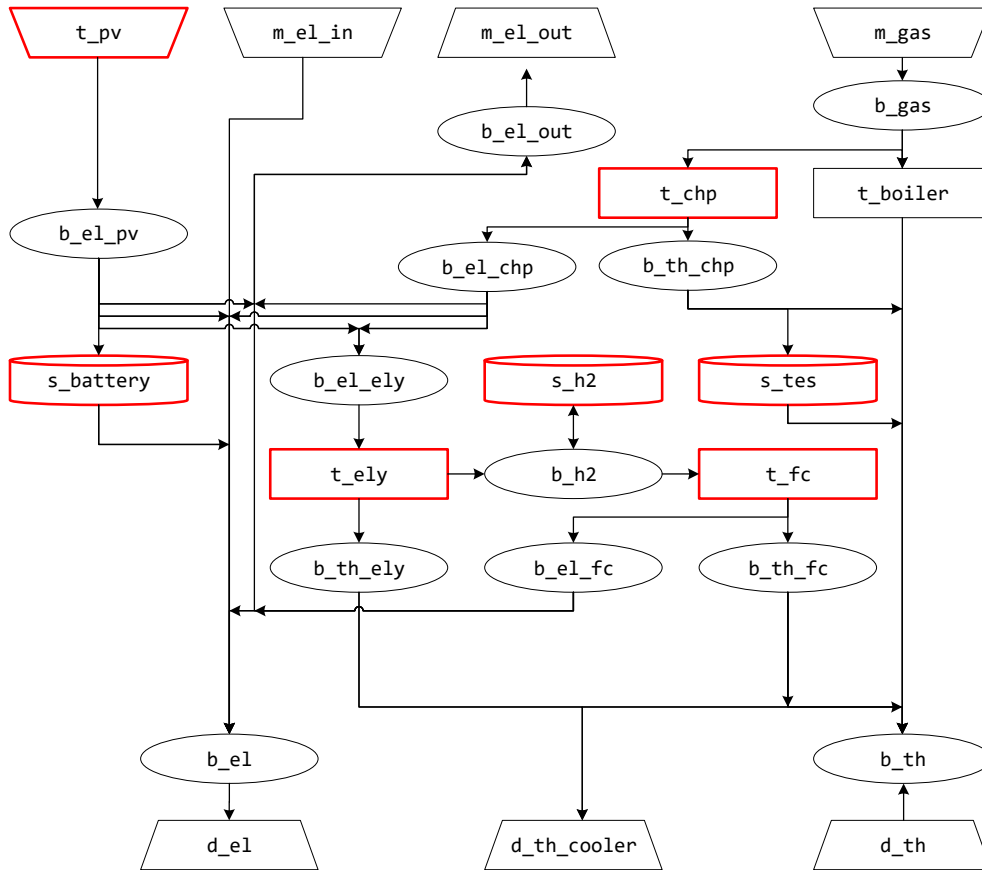 t_pv
m_el_in
m_el_out
m_gas
b_gas
b_el_out
t_chp
t_boiler
b_el_pv
b_el_chp
b_th_chp
s_battery
b_el_ely
s_h2
s_tes
t_ely
b_h2
t_fc
b_th_ely
b_el_fc
b_th_fc
b_el
b_th
d_el
d_th_cooler
d_th